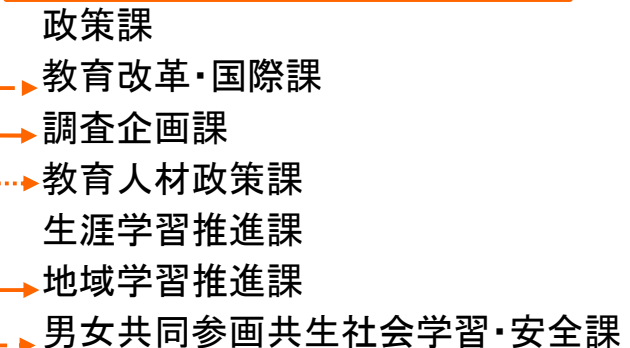 政策課
教育改革・国際課
調査企画課
教育人材政策課
生涯学習推進課
地域学習推進課
男女共同参画共生社会学習・安全課